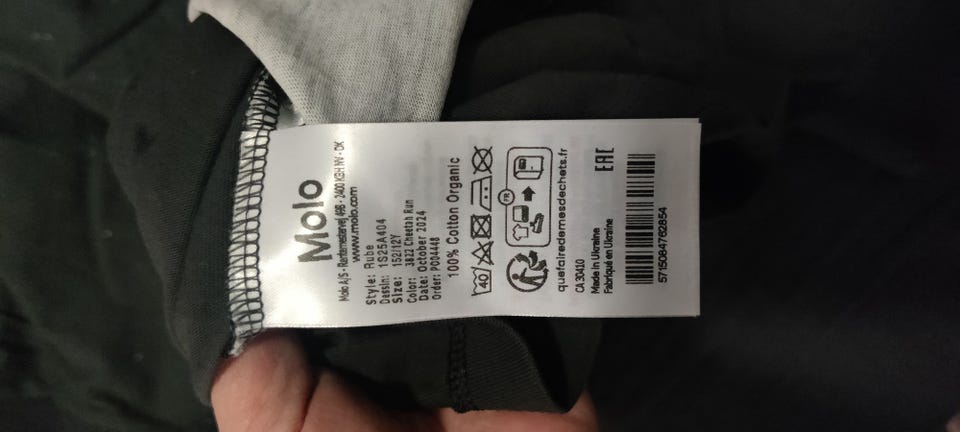 Molo
Molo A/S - Rentemestervej 49B - 2400 KBH NV - DK
www.molo.com
Style: Rube
Dessin: 1S25A404
Size: 152/12Y
Color: 3822 Cheetah Run
Date: October 2024
Order: PO04448
100% Cotton Organic
40
FR
quefairedemesdechets.fr
CA 30410
EAC
Made in Ukraine
Fabriqué en Ukraine
5715084762854